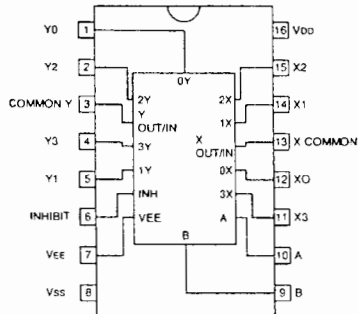 Y0 1 16 VDD
0Y
Y2 2 2Y 2X 15 X2
COMMON Y 3 Y OUT/IN 1X 14 X1
Y3 4 3Y X OUT/IN 13 X COMMON
Y1 5 1Y 0X 12 XO
INHIBIT 6 INH 3X 11 X3
VEE 7 VEE A 10 A
B
VSS 8 9 B